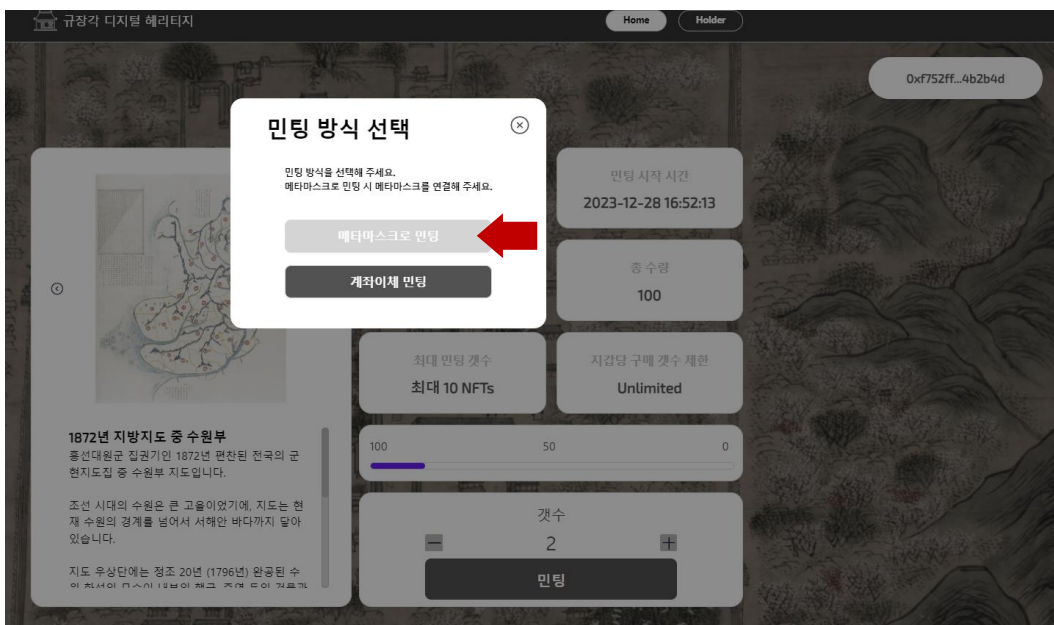 규장각 디지털 헤리티지
Home
Holder
0xf752ff...4b2b4d
민팅 방식 선택
민팅 방식을 선택해 주세요.
메타마스크로 민팅 시 메타마스크를 연결해 주세요.
메타마스크로 민팅
계좌이체 민팅
민팅 시작 시간
2023-12-28 16:52:13
총 수량
100
최대 민팅 갯수
최대 10 NFTs
지갑당 구매 갯수 제한
Unlimited
1872년 지방지도 중 수원부
흥선대원군 집권기인 1872년 편찬된 전국의 군
현지도집 중 수원부 지도입니다.
조선 시대의 수원은 큰 고을이었기에, 지도는 현
재 수원의 경계를 넘어서 서해안 바다까지 닿아
있습니다.
지도 우상단에는 정조 20년 (1796년) 완공된 수
100 50 0
갯수
2
민팅